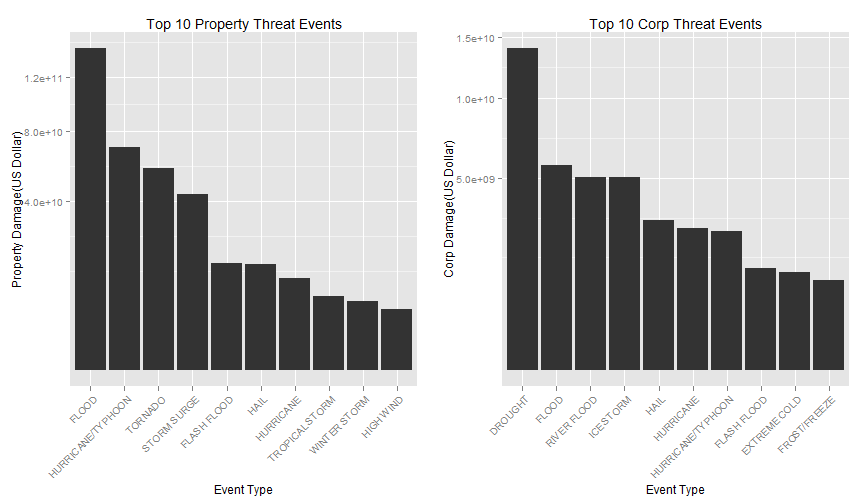 Top 10 Property Threat Events
Property Damage(US Dollar)
1.2e+11
8.0e+10
4.0e+10
FLOOD
HURRICANE/TYPHOON
TORNADO
STORM SURGE
FLASH FLOOD
HAIL
HURRICANE
TROPICAL STORM
WINTER STORM
HIGH WIND
Event Type
Top 10 Corp Threat Events
Corp Damage(US Dollar)
1.5e+10
1.0e+10
5.0e+09
DROUGHT
FLOOD
RIVER FLOOD
ICE STORM
HAIL
HURRICANE
HURRICANE/TYPHOON
FLASH FLOOD
EXTREME COLD
FROST/FREEZE
Event Type